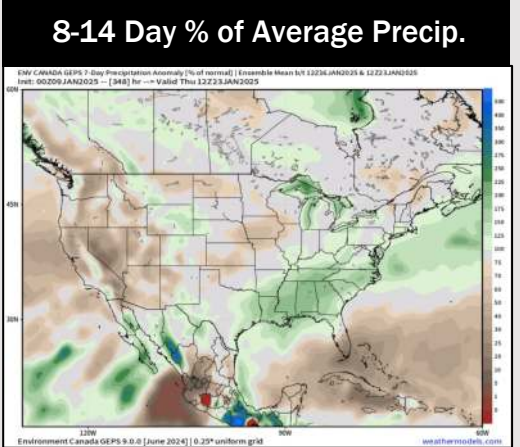 8-14 Day % of Average Precip.
ENV CANADA GEPS 7-Day Precipitation Anomaly [% of normal] | Ensemble Mean b/t 12Z16JAN2025 & 12Z23JAN2025
Init: 00Z09JAN2025 -- [348] hr --> Valid Thu 12Z23JAN2025
60N
45N
30N
120W
90W
60W
Environment Canada GEPS 9.0.0 [June 2024] | 0.25° uniform grid
weathermodels.com